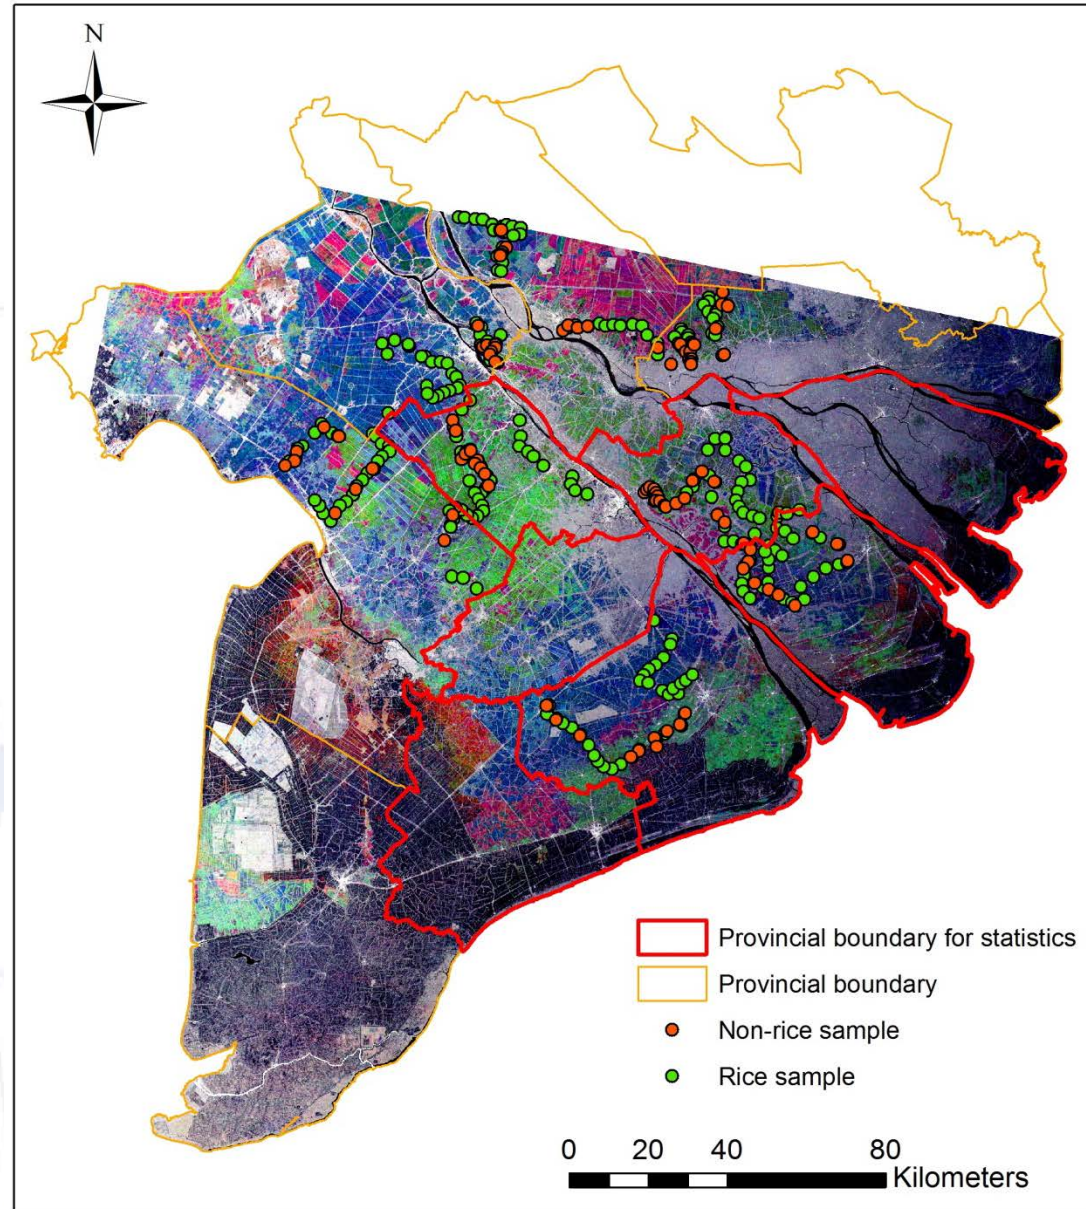 N
Provincial boundary for statistics
Provincial boundary
Non-rice sample
Rice sample
0 20 40 80
Kilometers